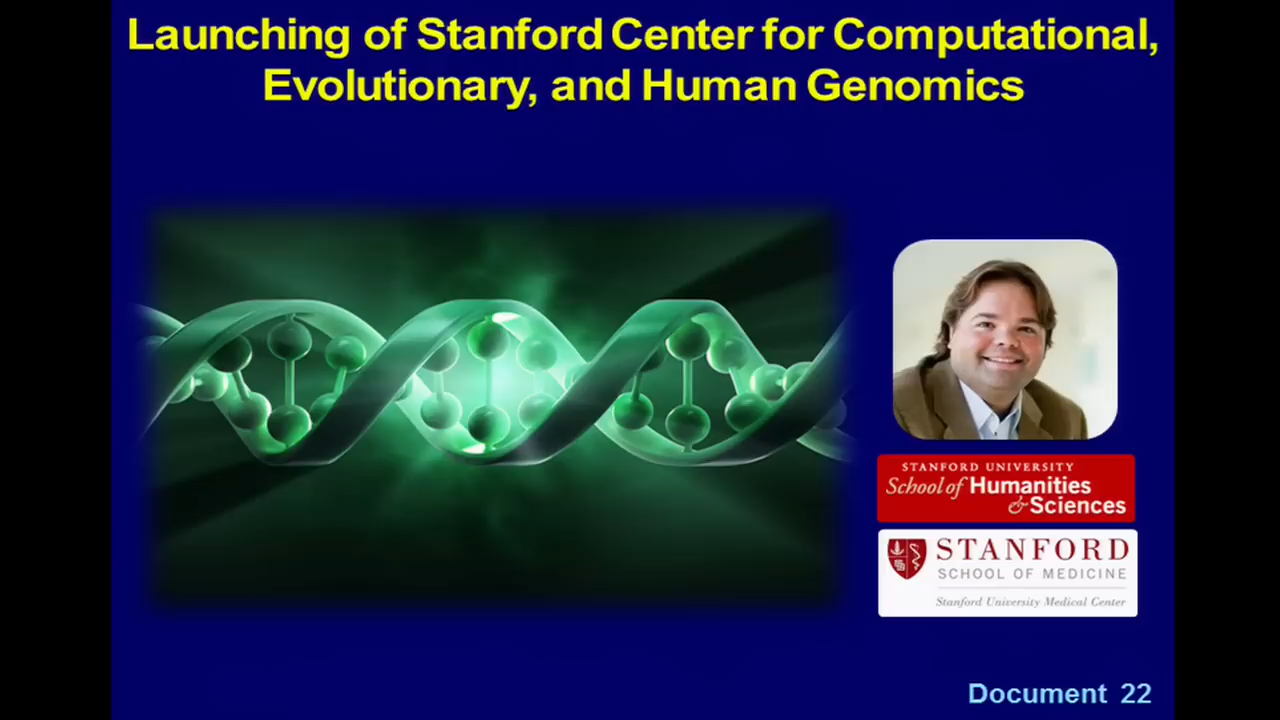 Launching of Stanford Center for Computational,
Evolutionary, and Human Genomics
STANFORD UNIVERSITY
School of Humanities
& Sciences
STANFORD
SCHOOL OF MEDICINE
Stanford University Medical Center
Document 22